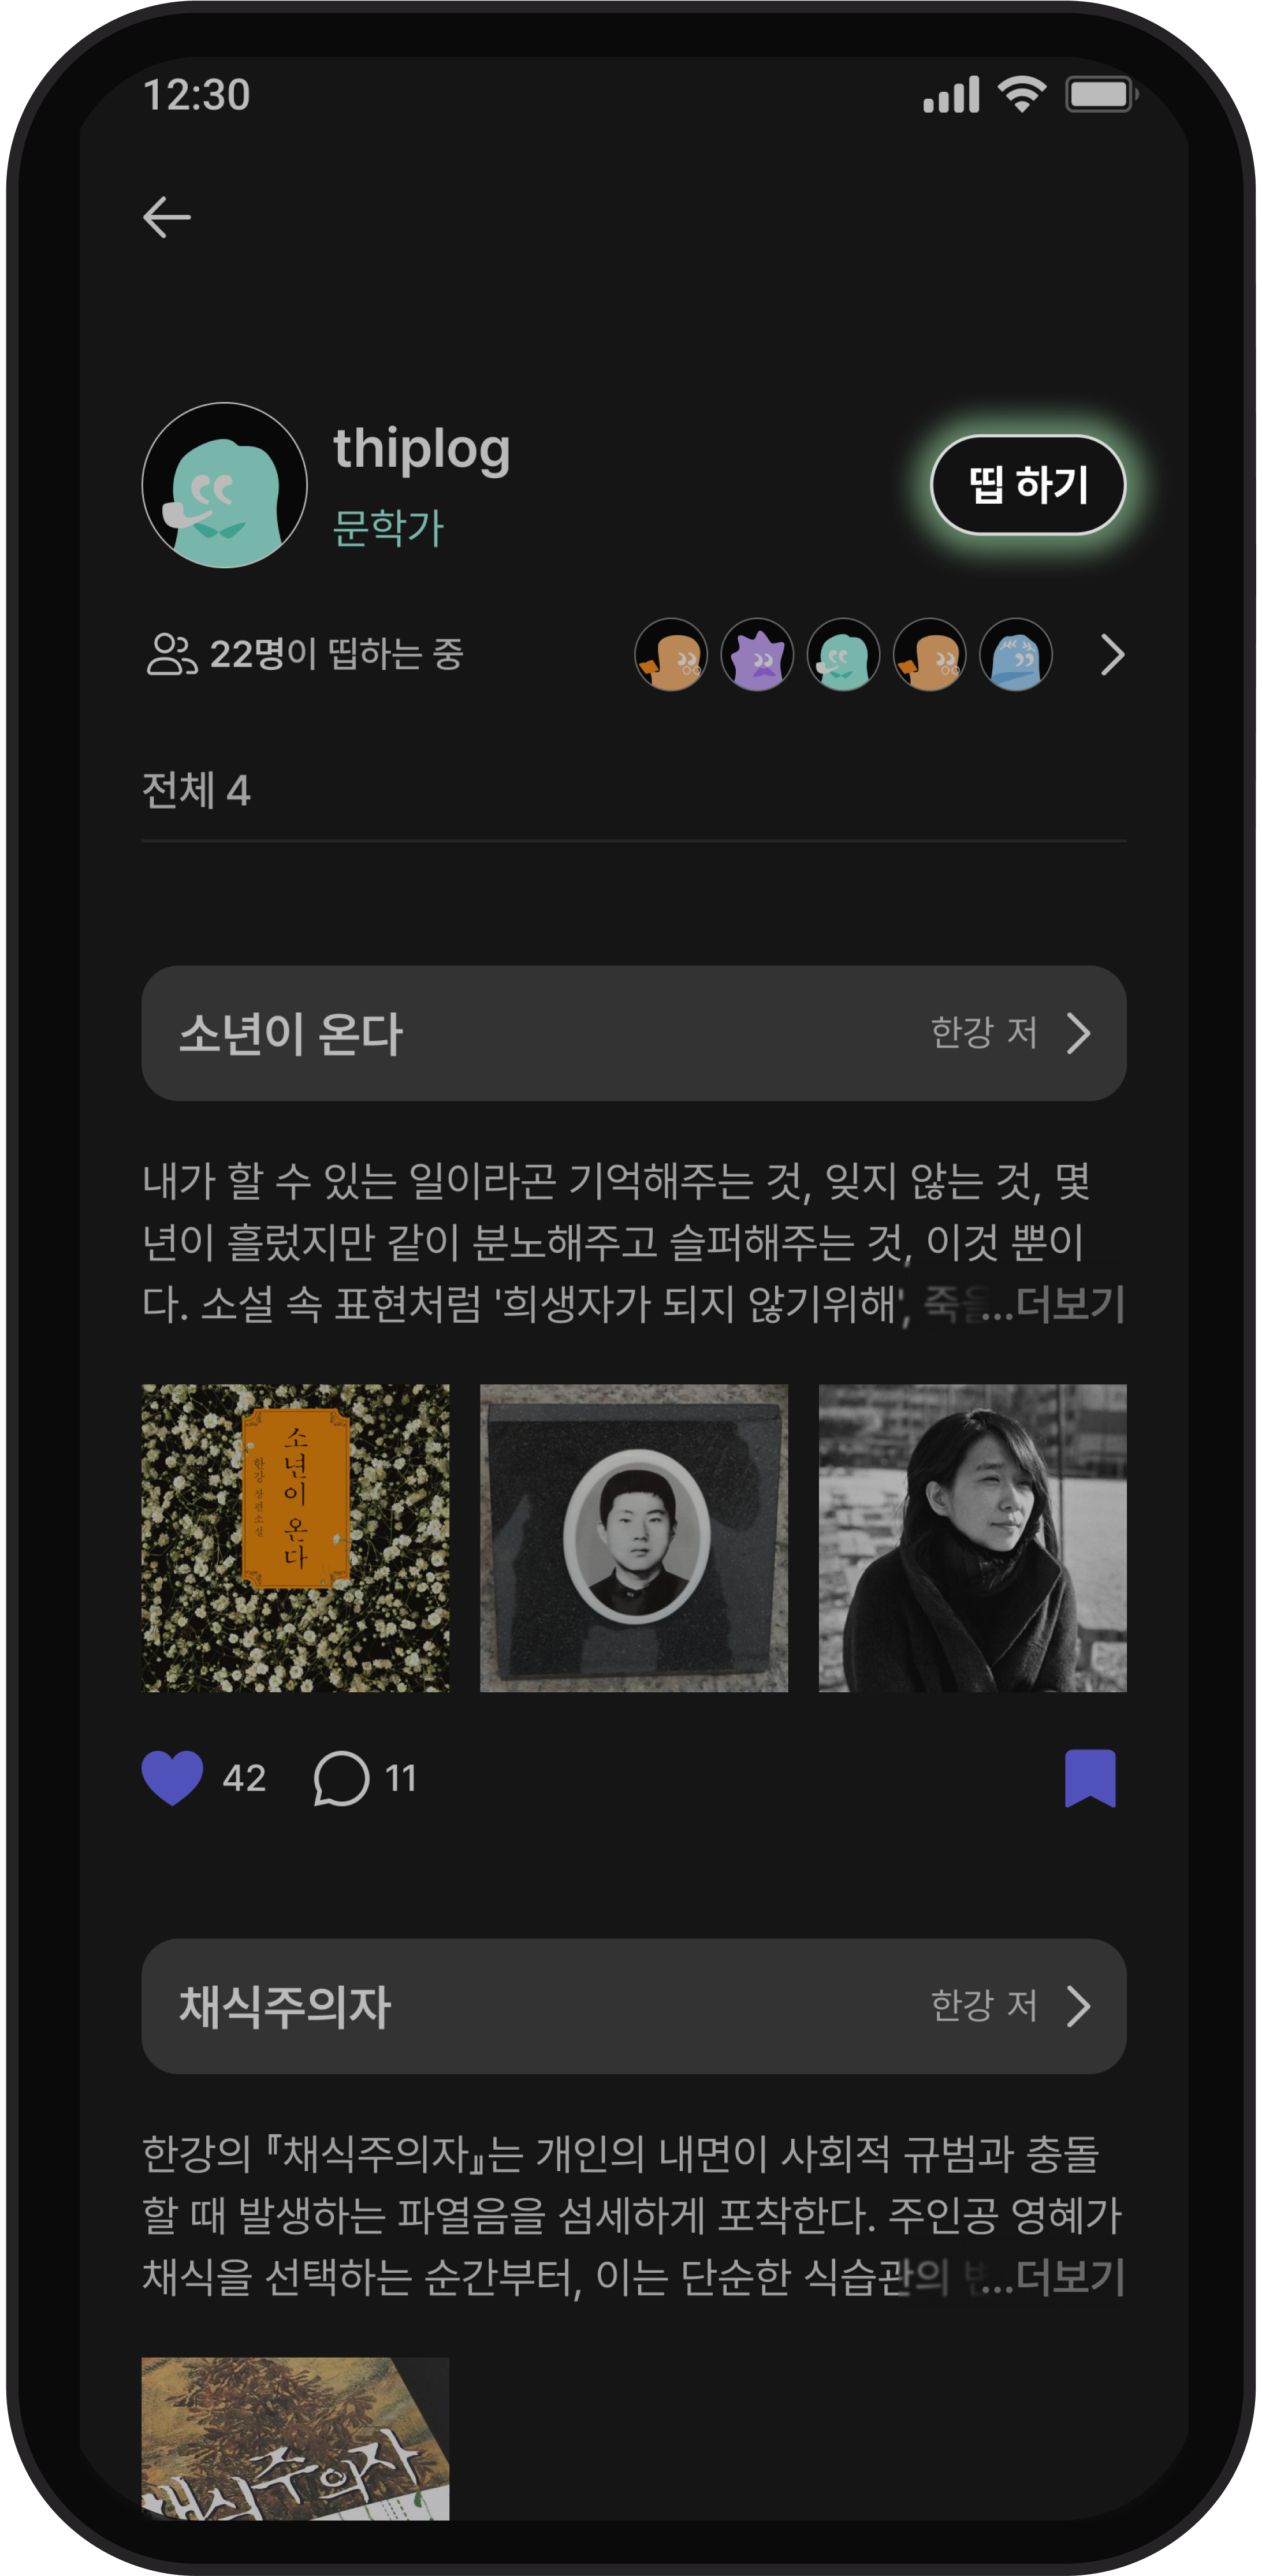 12:30
thiplog
문학가
띱 하기
22명이 띱하는 중
전체 4
소년이 온다
한강 저
내가 할 수 있는 일이라곤 기억해주는 것, 잊지 않는 것, 몇
년이 흘렀지만 같이 분노해주고 슬퍼해주는 것, 이것 뿐이
다. 소설 속 표현처럼 '희생자가 되지 않기위해', 죽을 ...더보기
소년이 온다
한강 장편소설
42
11
채식주의자
한강 저
한강의 『채식주의자』는 개인의 내면이 사회적 규범과 충돌
할 때 발생하는 파열음을 섬세하게 포착한다. 주인공 영혜가
채식을 선택하는 순간부터, 이는 단순한 식습관의 ...더보기
채식주의자